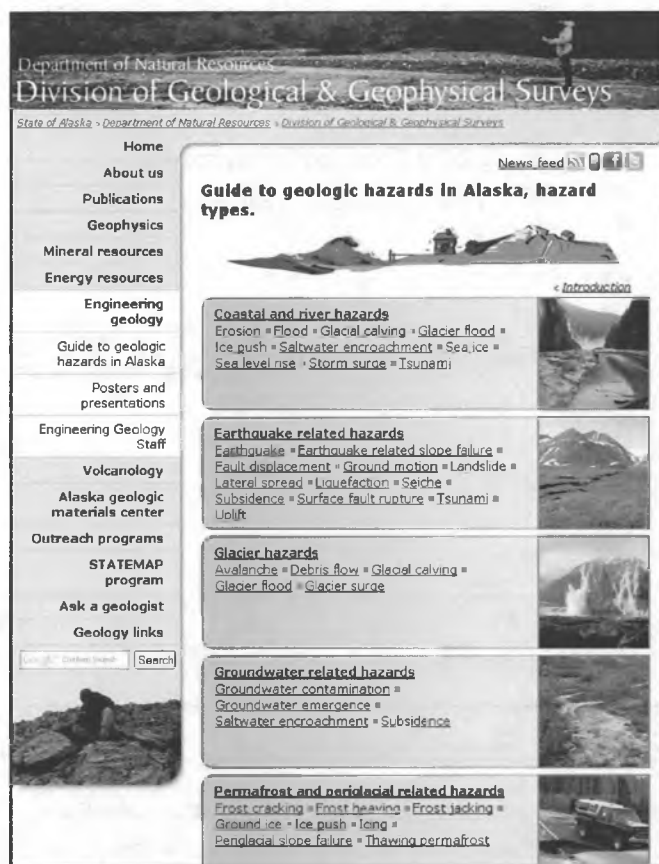 Department of Natural Resources
Division of Geological & Geophysical Surveys
State of Alaska » Department of Natural Resources » Division of Geological & Geophysical Surveys
Home
About us
Publications
Geophysics
Mineral resources
Energy resources
Engineering
geology
Guide to geologic
hazards in Alaska
Posters and
presentations
Engineering Geology
Staff
Volcanology
Alaska geologic
materials center
Outreach programs
STATEMAP
program
Ask a geologist
Geology links
Search
News feed
Guide to geologic hazards in Alaska, hazard
types.
< Introduction
Coastal and river hazards
Erosion ▪ Flood ▪ Glacial calving ▪ Glacier flood ▪
Ice push ▪ Saltwater encroachment ▪ Sea ice ▪
Sea level rise ▪ Storm surge ▪ Tsunami
Earthquake related hazards
Earthquake ▪ Earthquake related slope failure ▪
Fault displacement ▪ Ground motion ▪ Landslide ▪
Lateral spread ▪ Liquefaction ▪ Seiche ▪
Subsidence ▪ Surface fault rupture ▪ Tsunami ▪
Uplift
Glacier hazards
Avalanche ▪ Debris flow ▪ Glacial calving ▪
Glacier flood ▪ Glacier surge
Groundwater related hazards
Groundwater contamination ▪
Groundwater emergence ▪
Saltwater encroachment ▪ Subsidence
Permafrost and periglacial related hazards
Frost cracking ▪ Frost heaving ▪ Frost jacking ▪
Ground ice ▪ Ice push ▪ Icing ▪
Periglacial slope failure ▪ Thawing permafrost